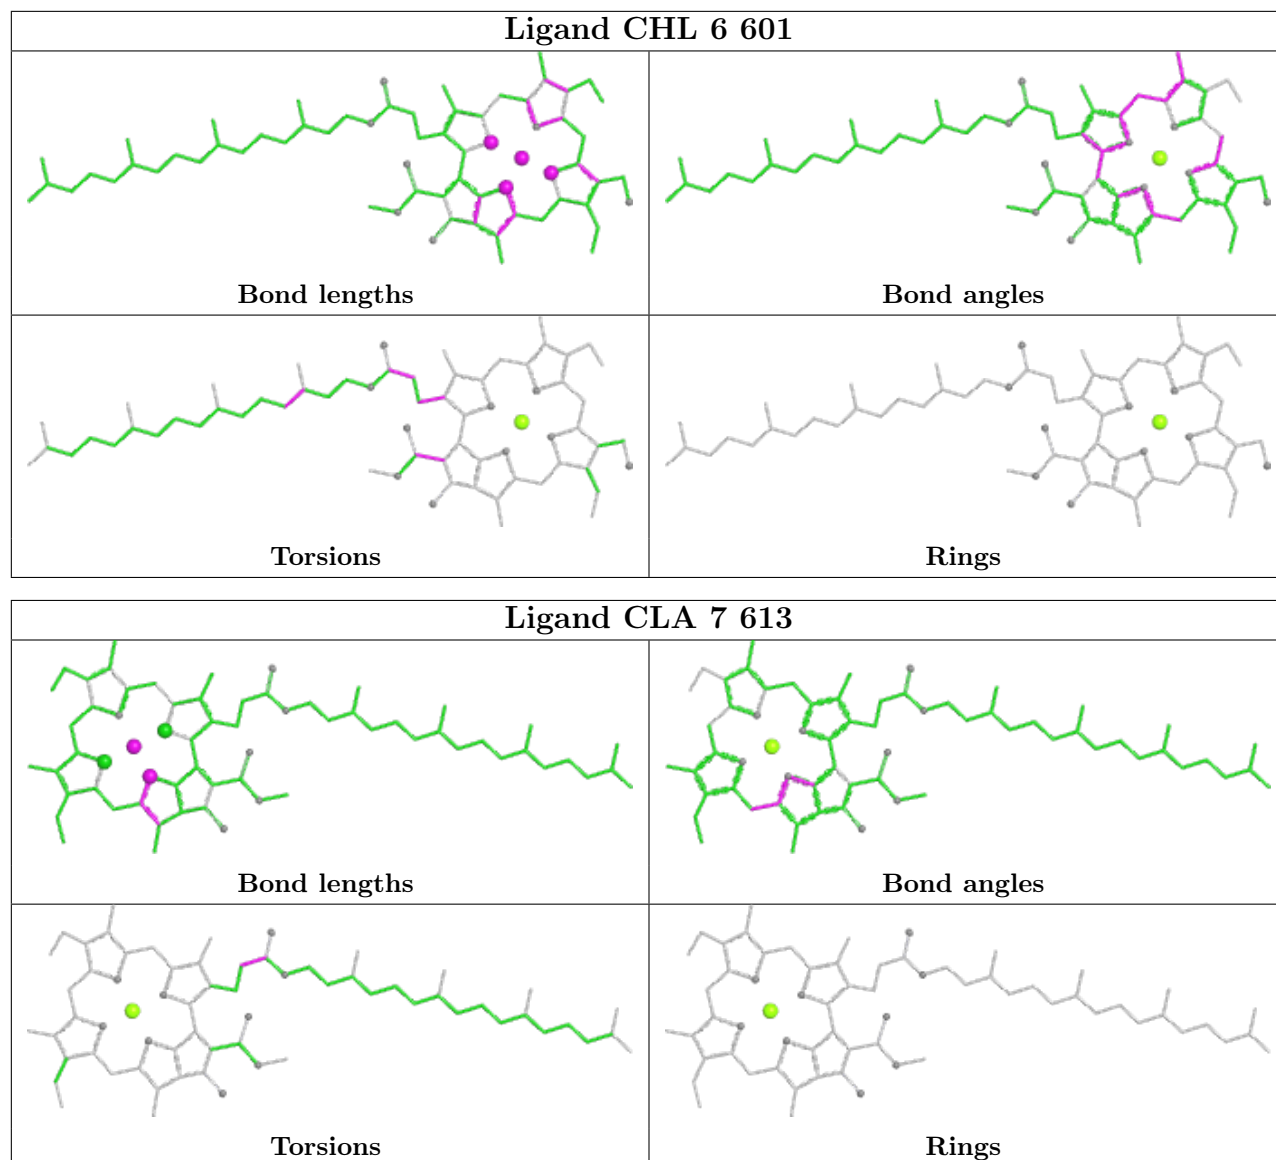 Ligand CHL 6 601
Bond lengths
Bond angles
Torsions
Rings
Ligand CLA 7 613
Bond lengths
Bond angles
Torsions
Rings